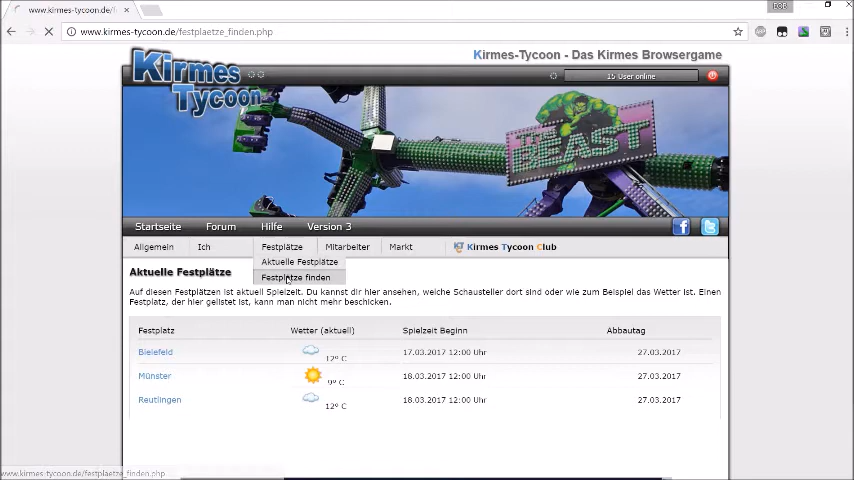 www.kirmes-tycoon.de/
www.kirmes-tycoon.de/festplaetze_finden.php
Kirmes-Tycoon - Das Kirmes Browsergame
Kirmes
Tycoon
15 User online
THE
BEAST
Startseite
Forum
Hilfe
Version 3
Allgemein
Ich
Festplätze
Mitarbeiter
Markt
Kirmes Tycoon Club
Aktuelle Festplätze
Festplätze finden
Aktuelle Festplätze
Auf diesen Festplätzen ist aktuell Spielzeit. Du kannst dir hier ansehen, welche Schausteller dort sind oder wie zum Beispiel das Wetter ist. Einen
Festplatz, der hier gelistet ist, kann man nicht mehr beschicken.
Festplatz Wetter (aktuell) Spielzeit Beginn Abbautag
Bielefeld 12° C 17.03.2017 12:00 Uhr 27.03.2017
Münster 9° C 18.03.2017 12:00 Uhr 27.03.2017
Reutlingen 12° C 18.03.2017 12:00 Uhr 27.03.2017
www.kirmes-tycoon.de/festplaetze_finden.php